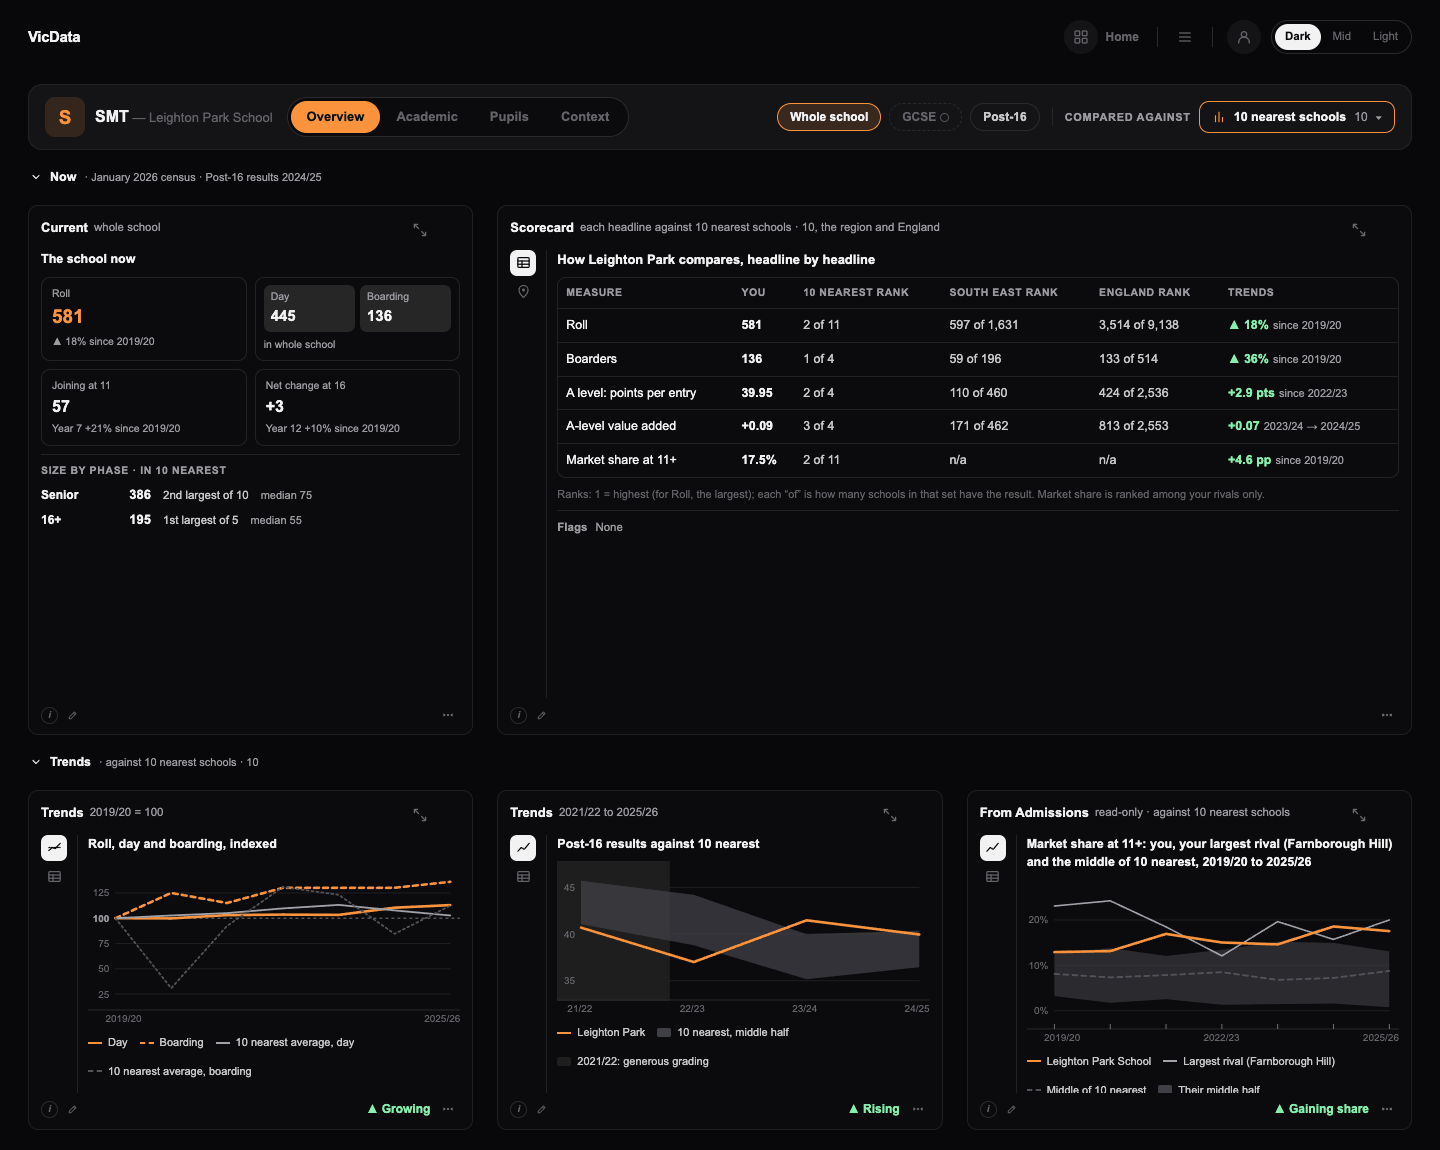 VicData
Home
Dark Mid Light
S SMT — Leighton Park School
Overview Academic Pupils Context
Whole school GCSE Post-16 COMPARED AGAINST 10 nearest schools 10
Now · January 2026 census · Post-16 results 2024/25
Current whole school
The school now
Roll
581
▲ 18% since 2019/20
Day
445
Boarding
136
in whole school
Joining at 11
57
Year 7 +21% since 2019/20
Net change at 16
+3
Year 12 +10% since 2019/20
SIZE BY PHASE · IN 10 NEAREST
Senior 386 2nd largest of 10 median 75
16+ 195 1st largest of 5 median 55
i
Scorecard each headline against 10 nearest schools · 10, the region and England
How Leighton Park compares, headline by headline
MEASURE YOU 10 NEAREST RANK SOUTH EAST RANK ENGLAND RANK TRENDS
Roll 581 2 of 11 597 of 1,631 3,514 of 9,138 ▲ 18% since 2019/20
Boarders 136 1 of 4 59 of 196 133 of 514 ▲ 36% since 2019/20
A level: points per entry 39.95 2 of 4 110 of 460 424 of 2,536 +2.9 pts since 2022/23
A-level value added +0.09 3 of 4 171 of 462 813 of 2,553 +0.07 2023/24 → 2024/25
Market share at 11+ 17.5% 2 of 11 n/a n/a +4.6 pp since 2019/20
Ranks: 1 = highest (for Roll, the largest); each “of” is how many schools in that set have the result. Market share is ranked among your rivals only.
Flags None
i
Trends · against 10 nearest schools · 10
Trends 2019/20 = 100
Roll, day and boarding, indexed
125
100
75
50
25
2019/20 2025/26
Day Boarding 10 nearest average, day
10 nearest average, boarding
i
▲ Growing
Trends 2021/22 to 2025/26
Post-16 results against 10 nearest
45
40
35
21/22 22/23 23/24 24/25
Leighton Park 10 nearest, middle half
2021/22: generous grading
i
▲ Rising
From Admissions read-only · against 10 nearest schools
Market share at 11+: you, your largest rival (Farnborough Hill)
and the middle of 10 nearest, 2019/20 to 2025/26
20%
10%
0%
2019/20 2022/23 2025/26
Leighton Park School Largest rival (Farnborough Hill)
Middle of 10 nearest Their middle half
i
▲ Gaining share